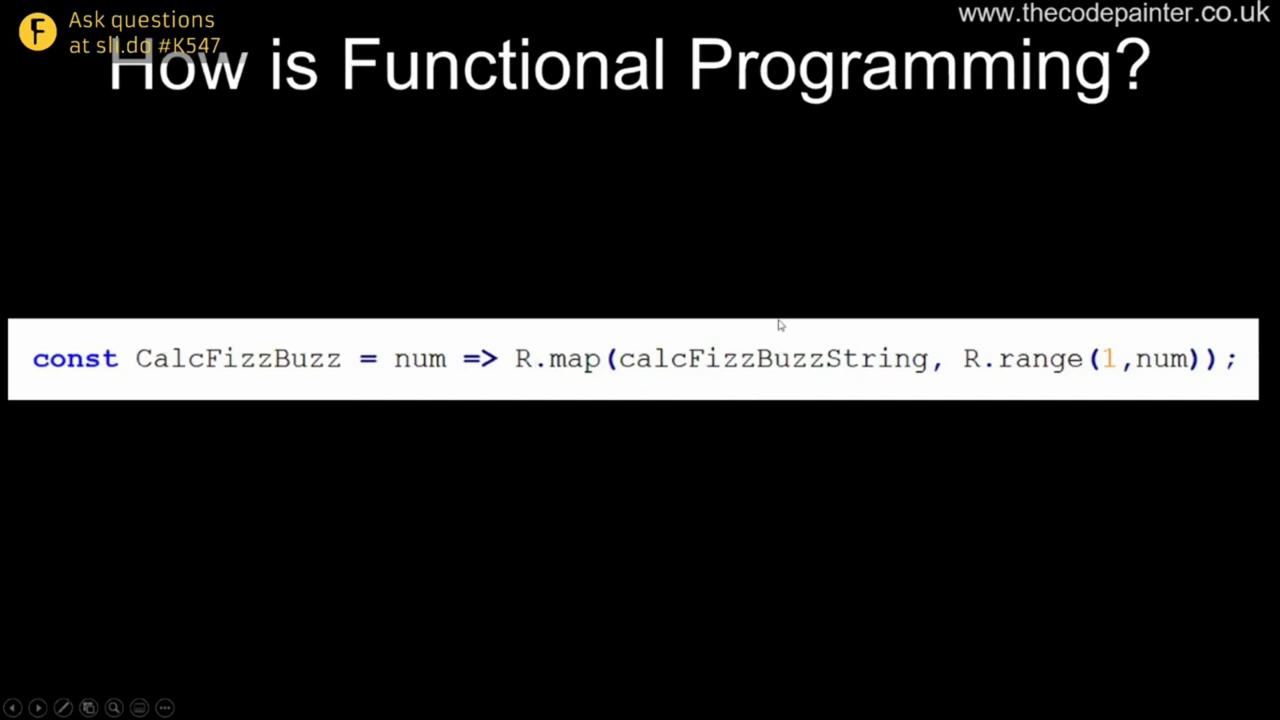 www.thecodepainter.co.uk
F
Ask questions
at sli.do #K547
How is Functional Programming?
const CalcFizzBuzz = num => R.map(calcFizzBuzzString, R.range(1,num));